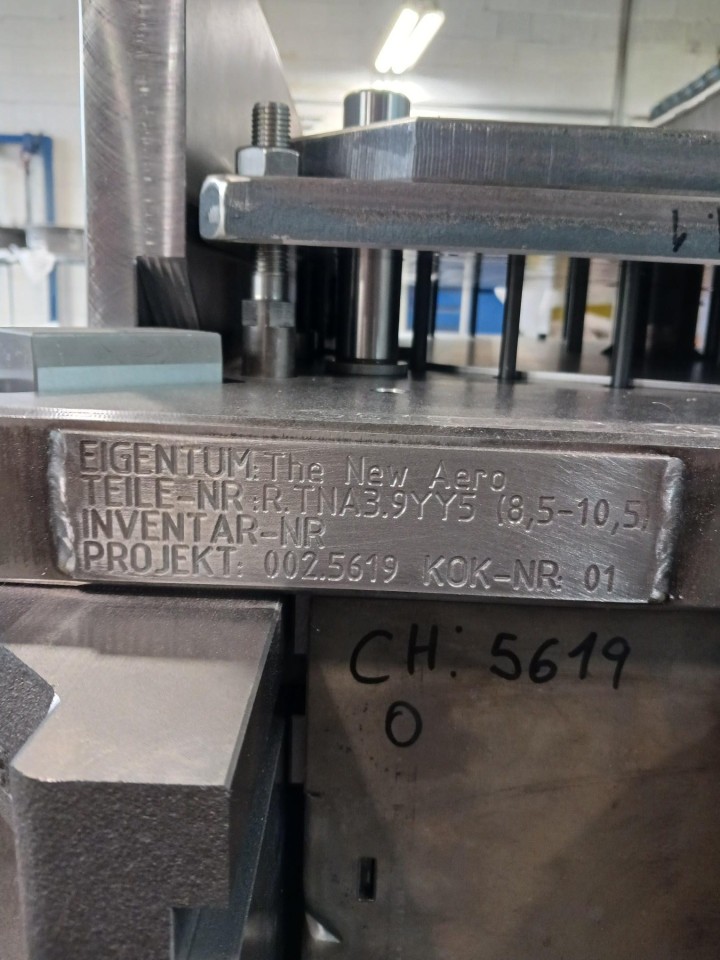 EIGENTUM:The New Aero
TEILE-NR:R.TNA3.9YY5 (8,5-10,5)
INVENTAR-NR
PROJEKT: 002.5619 KOK-NR: 01
CH: 5619
O